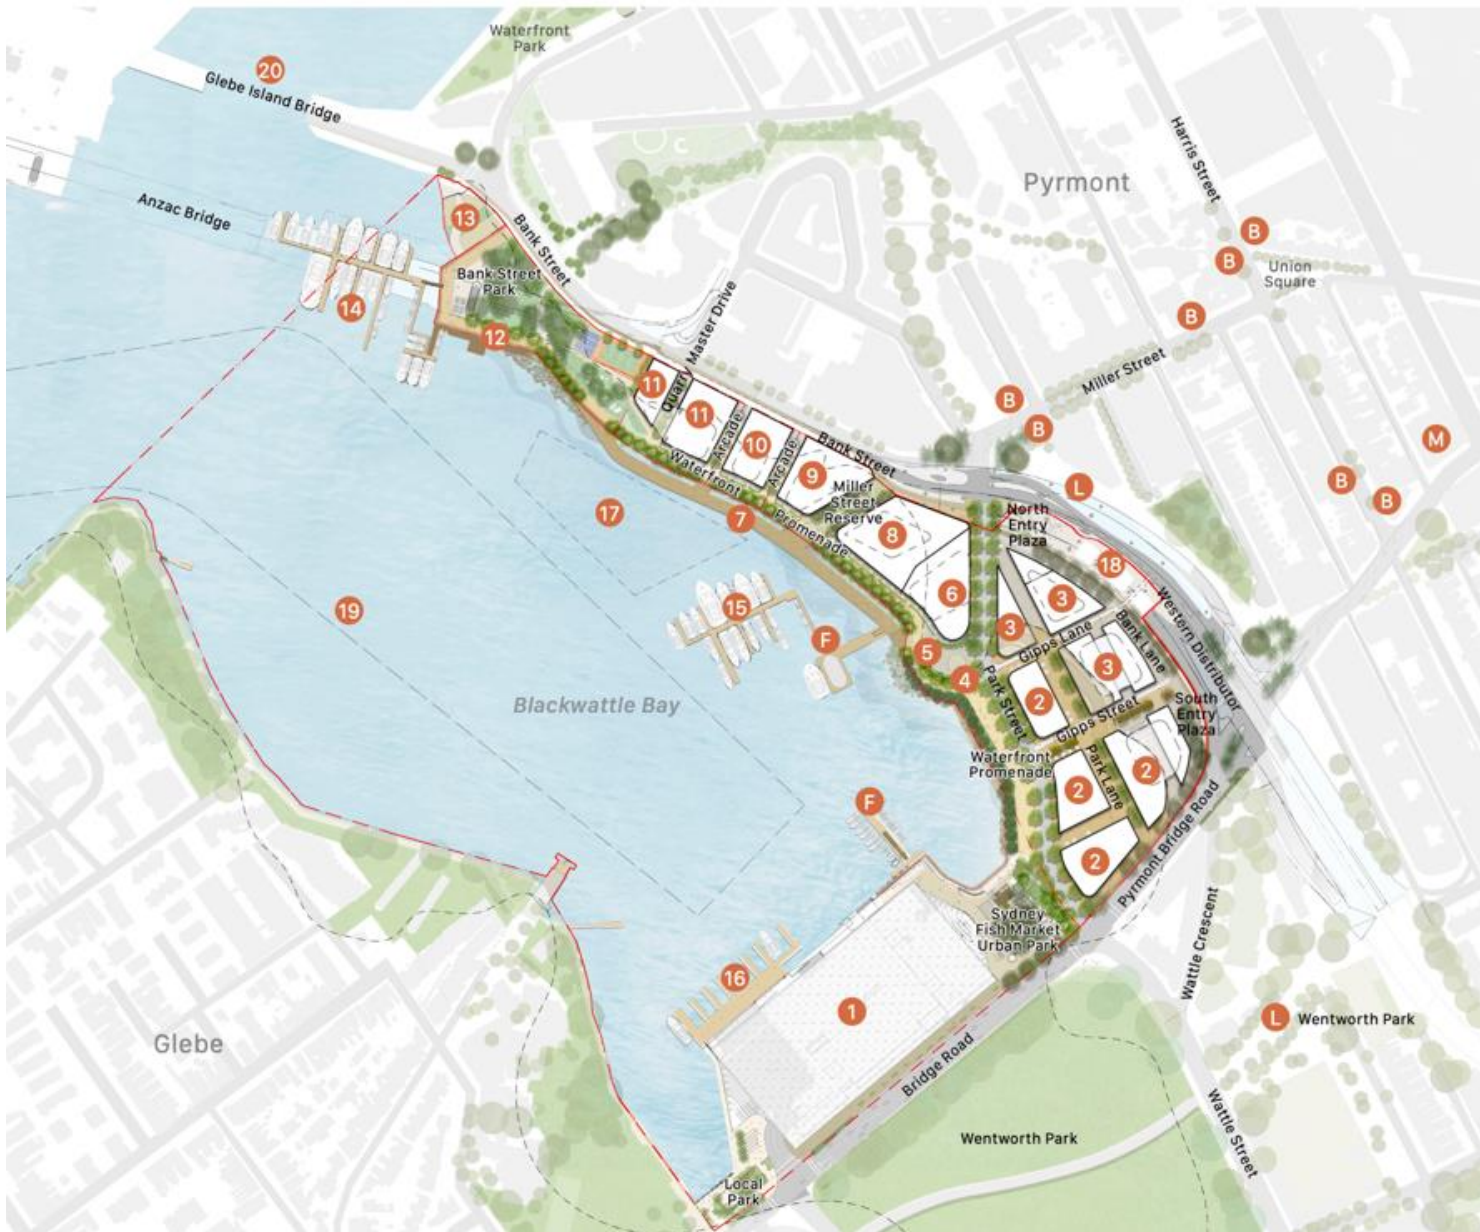 Waterfront
Park
20
Glebe Island Bridge
C
Harris Street
Pyrmont
Anzac Bridge
13
Bank Street
B
B
Union
Square
Bank Street
Park
14
12
Quarry Master Drive
B
Miller Street
11
11
B
B
M
Arcade
10
Arcade
Bank Street
9
Waterfront
Promenade
Miller
Street
Reserve
L
B
B
17
7
North
Entry
Plaza
8
18
6
3
3
Western Distributor
19
15
F
5
4
Gipps Lane
Bank Lane
3
Park Street
2
Blackwattle Bay
Gipps Street
South
Entry
Plaza
Waterfront
Promenade
Park Lane
2
2
F
2
Pyrmont Bridge Road
Sydney
Fish Market
Urban Park
Wattle Crescent
16
1
L
Wentworth Park
Glebe
Bridge Road
Wentworth Park
Wattle Street
Local
Park